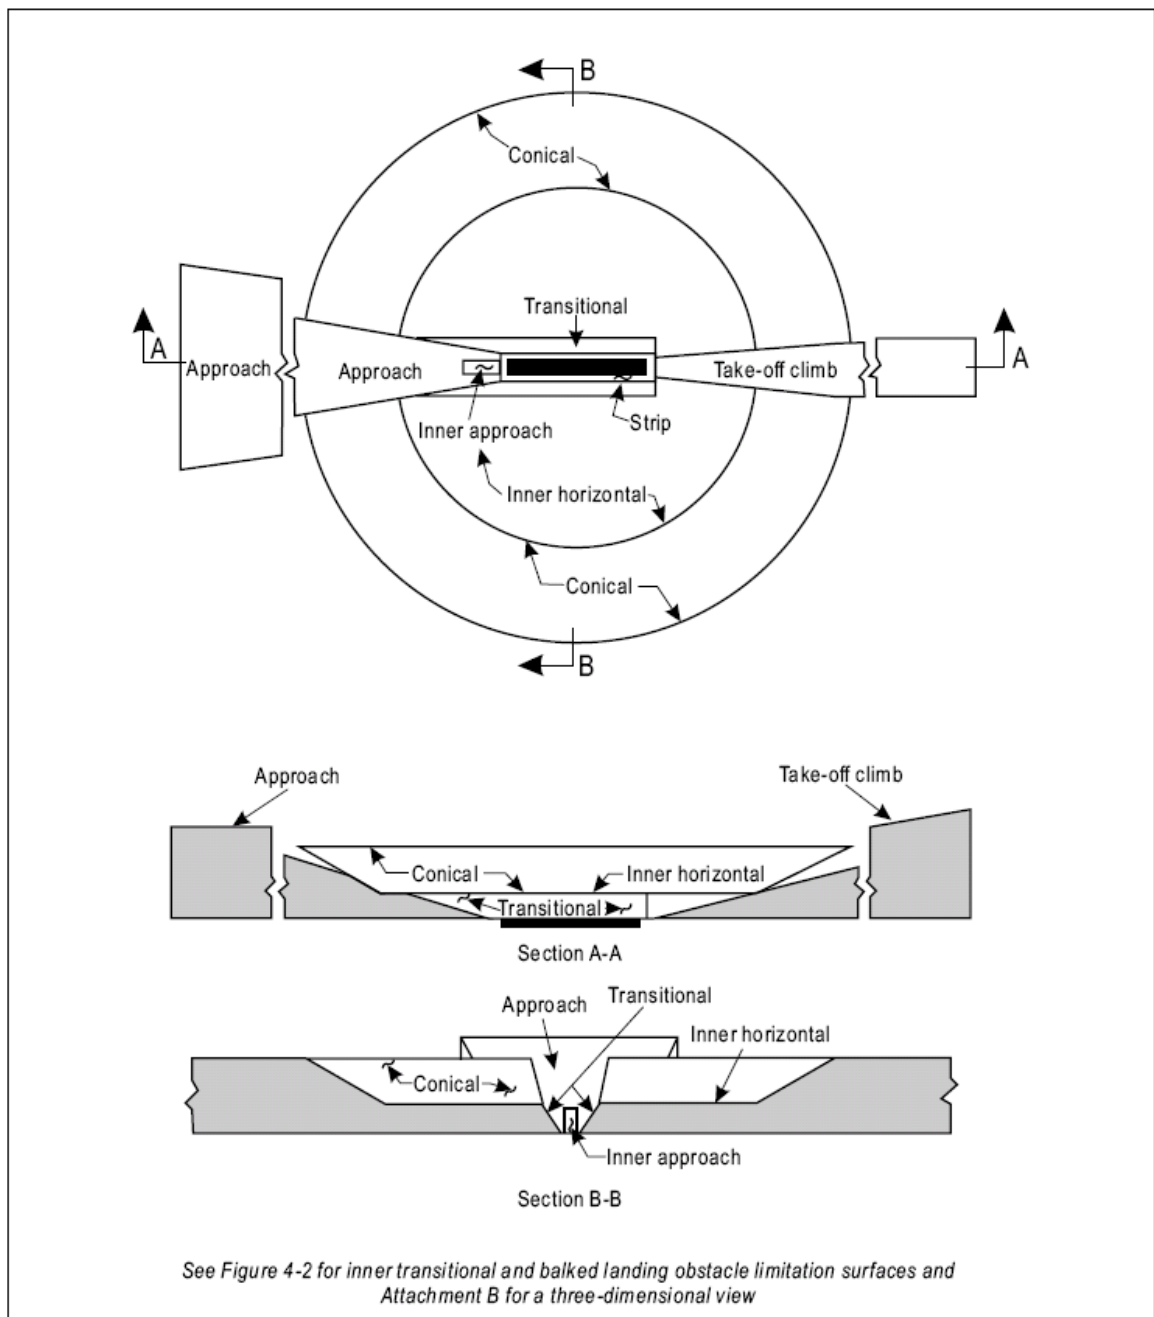 B
Conical
Transitional
A
Approach
Approach
Take-off climb
A
Inner approach
Strip
Inner horizontal
Conical
B
Approach
Take-off climb
Conical
Inner horizontal
Transitional
Section A-A
Approach
Transitional
Inner horizontal
Conical
Inner approach
Section B-B
See Figure 4-2 for inner transitional and balked landing obstacle limitation surfaces and
Attachment B for a three-dimensional view